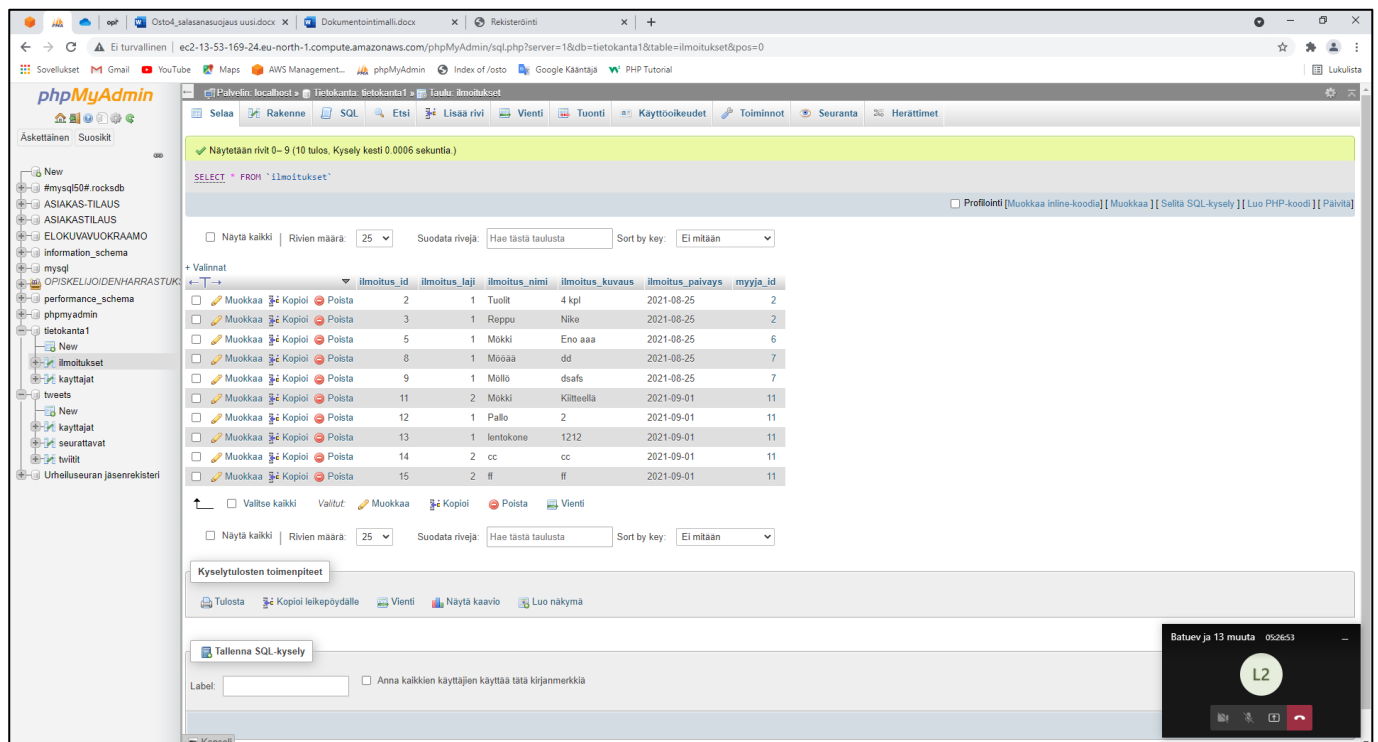 opi
Osto4_salasanasuojaus uusi.docx
Dokumentointimalli.docx
Rekisteröinti
Ei turvallinen | ec2-13-53-169-24.eu-north-1.compute.amazonaws.com/phpMyAdmin/sql.php?server=1&db=tietokanta1&table=ilmoitukset&pos=0
Sovellukset Gmail YouTube Maps AWS Management... phpMyAdmin Index of /osto Google Kääntäjä PHP Tutorial Lukulista
phpMyAdmin
Äskettäinen Suosikit
New
#mysql50#.rocksdb
ASIAKAS-TILAUS
ASIAKASTILAUS
ELOKUVAVUOKRAAMO
information_schema
mysql
OPISKELIJOIDENHARRASTUKS
performance_schema
phpmyadmin
tietokanta1
New
ilmoitukset
kayttajat
tweets
New
kayttajat
seurattavat
twiitit
Urheiluseuran jäsenrekisteri
Palvelin: localhost » Tietokanta: tietokanta1 » Taulu: ilmoitukset
Selaa Rakenne SQL Etsi Lisää rivi Vienti Tuonti Käyttöoikeudet Toiminnot Seuranta Herättimet
Näytetään rivit 0– 9 (10 tulos, Kysely kesti 0.0006 sekuntia.)
SELECT * FROM `ilmoitukset`
Profilointi [Muokkaa inline-koodia] [ Muokkaa ] [ Selitä SQL-kysely ] [ Luo PHP-koodi ] [ Päivitä]
Näytä kaikki | Rivien määrä: 25 Suodata rivejä: Hae tästä taulusta Sort by key: Ei mitään
+ Valinnat
←T→ ilmoitus_id ilmoitus_laji ilmoitus_nimi ilmoitus_kuvaus ilmoitus_paivays myyja_id
Muokkaa Kopioi Poista 2 1 Tuolit 4 kpl 2021-08-25 2
Muokkaa Kopioi Poista 3 1 Reppu Nike 2021-08-25 2
Muokkaa Kopioi Poista 5 1 Mökki Eno aaa 2021-08-25 6
Muokkaa Kopioi Poista 8 1 Mööää dd 2021-08-25 7
Muokkaa Kopioi Poista 9 1 Möllö dsafs 2021-08-25 7
Muokkaa Kopioi Poista 11 2 Mökki Kiitteellä 2021-09-01 11
Muokkaa Kopioi Poista 12 1 Pallo 2 2021-09-01 11
Muokkaa Kopioi Poista 13 1 lentokone 1212 2021-09-01 11
Muokkaa Kopioi Poista 14 2 cc cc 2021-09-01 11
Muokkaa Kopioi Poista 15 2 ff ff 2021-09-01 11
Valitse kaikki Valitut: Muokkaa Kopioi Poista Vienti
Näytä kaikki | Rivien määrä: 25 Suodata rivejä: Hae tästä taulusta Sort by key: Ei mitään
Kyselytulosten toimenpiteet
Tulosta Kopioi leikepöydälle Vienti Näytä kaavio Luo näkymä
Tallenna SQL-kysely
Label: Anna kaikkien käyttäjien käyttää tätä kirjanmerkkiä
Konsoli
Batuev ja 13 muuta 05:26:53
L2